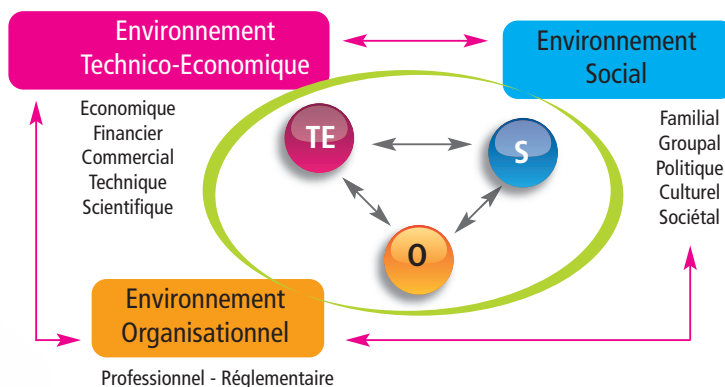 Environnement
Technico-Economique
Environnement
Social
Economique
Financier
Commercial
Technique
Scientifique
TE
S
O
Familial
Groupal
Politique
Culturel
Sociétal
Environnement
Organisationnel
Professionnel - Réglementaire